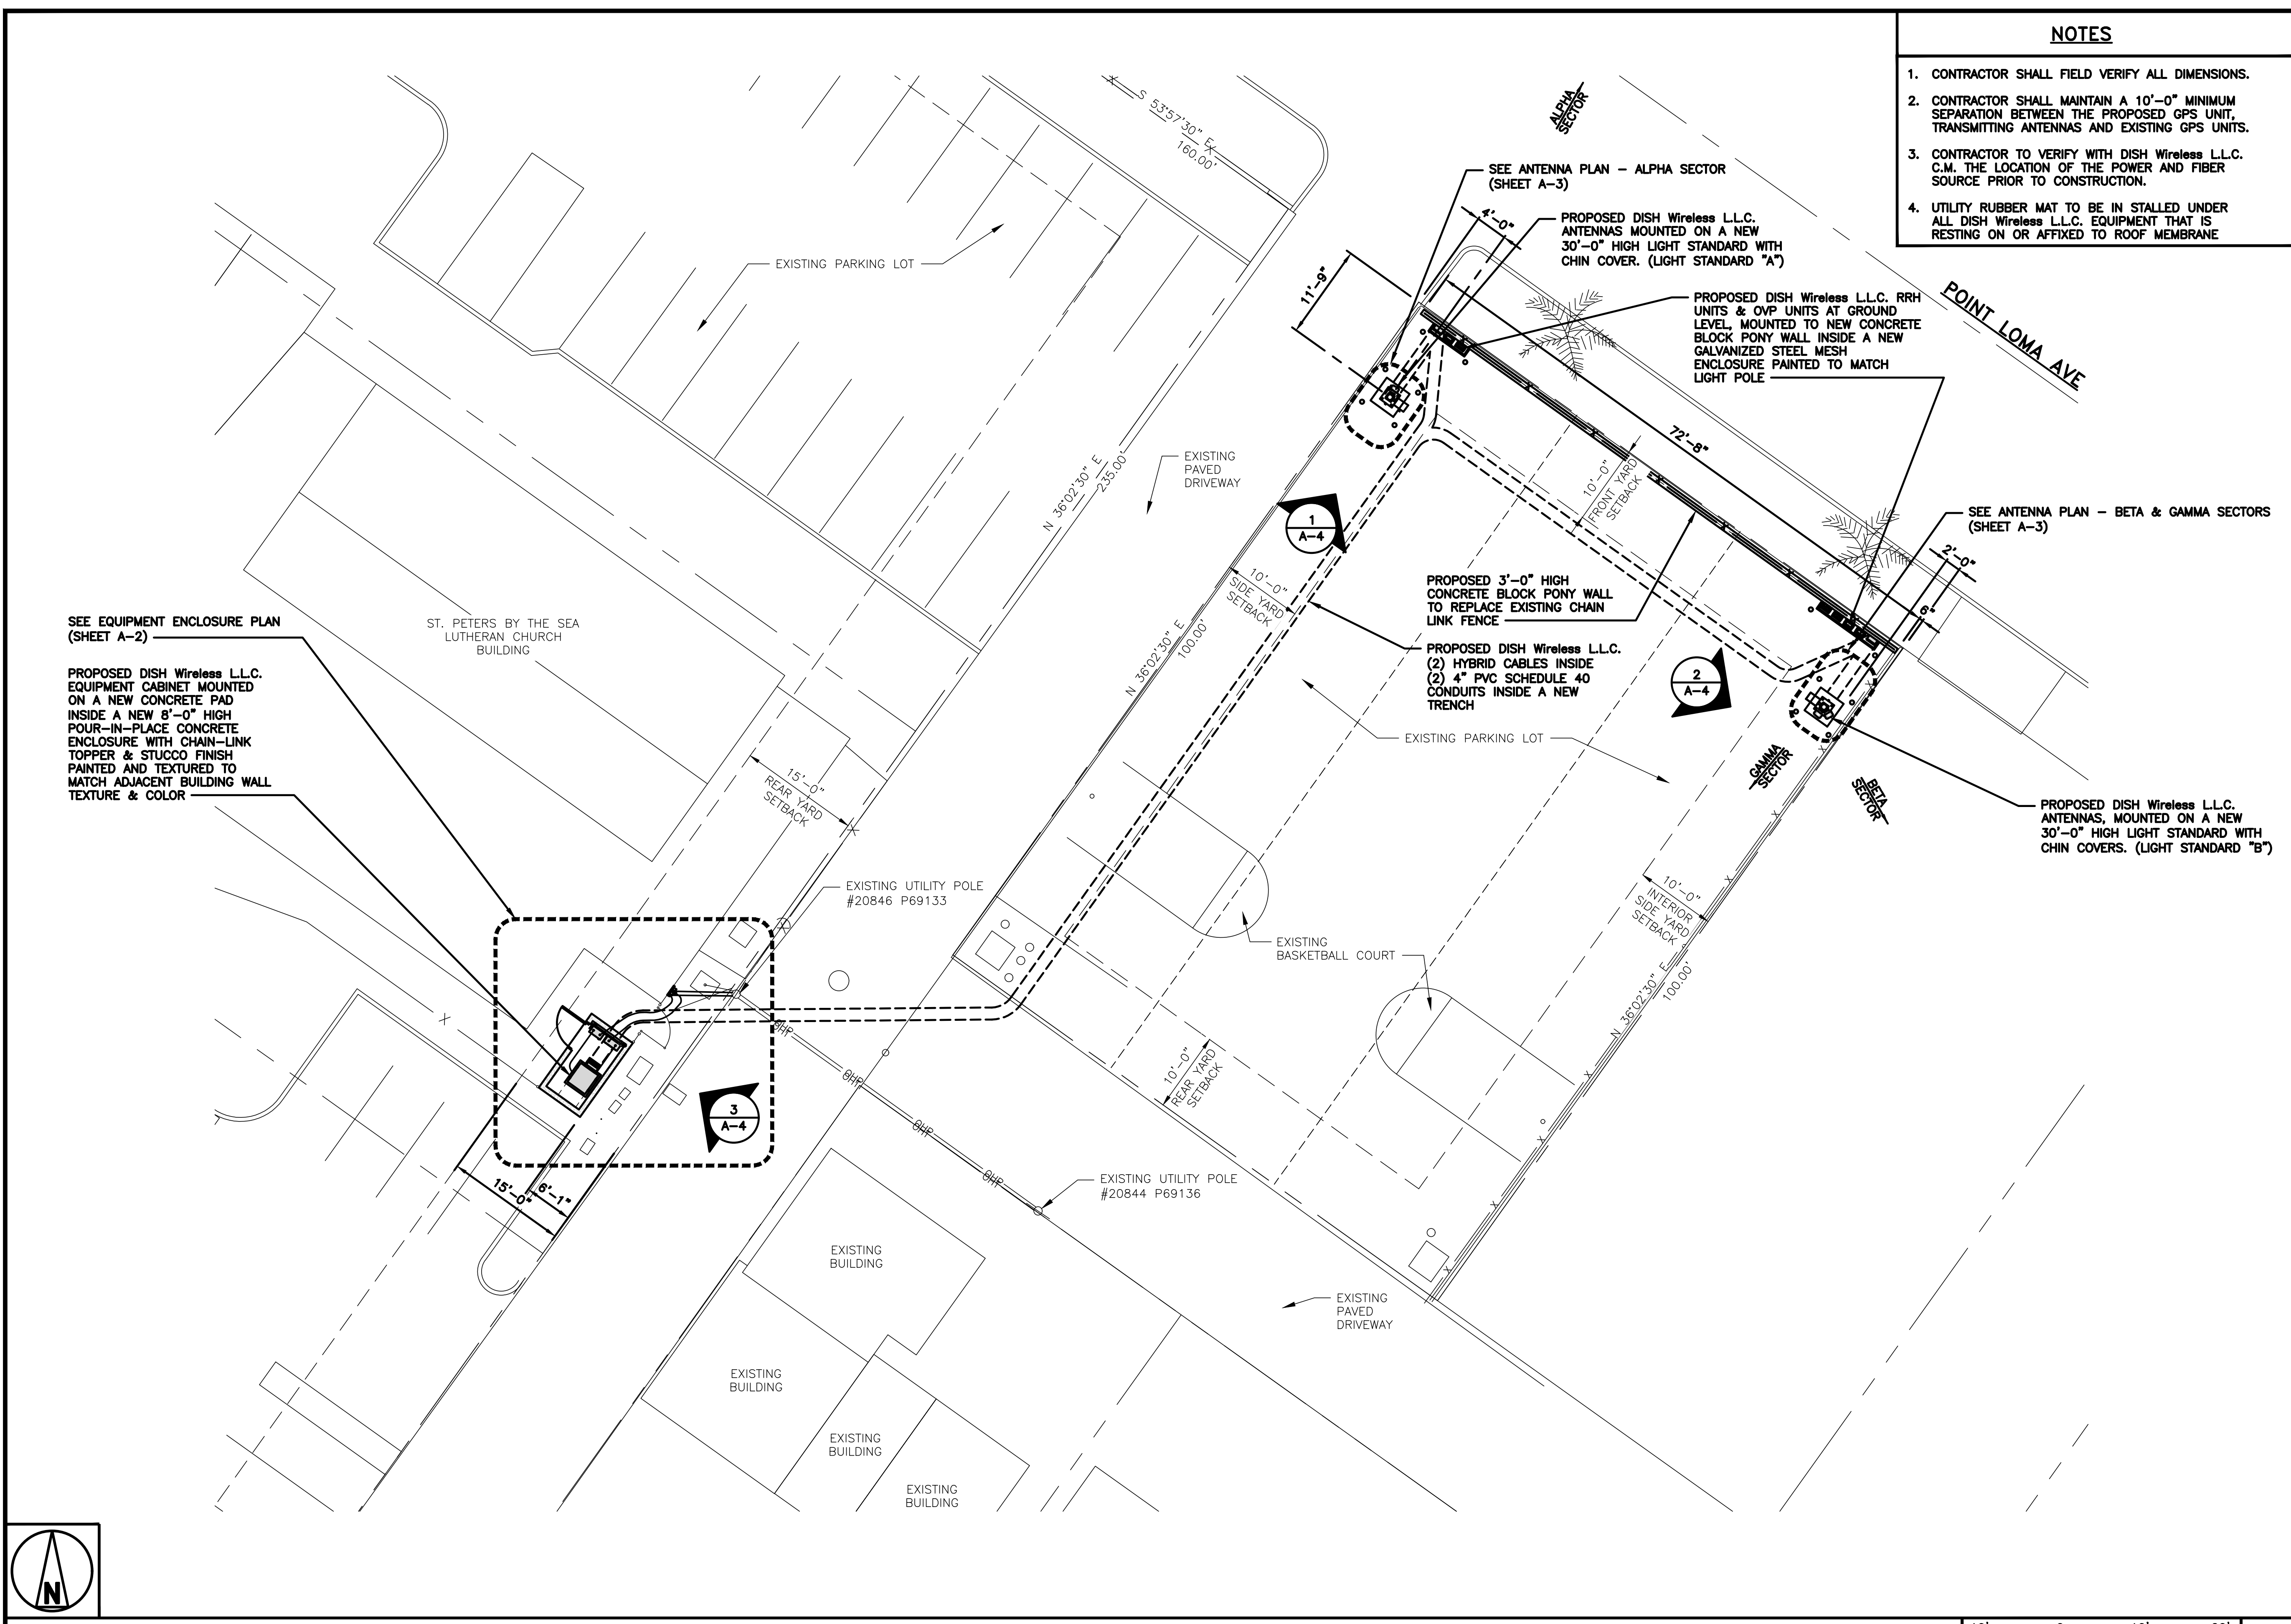 NOTES
1. CONTRACTOR SHALL FIELD VERIFY ALL DIMENSIONS.
2. CONTRACTOR SHALL MAINTAIN A 10'-0" MINIMUM
SEPARATION BETWEEN THE PROPOSED GPS UNIT,
TRANSMITTING ANTENNAS AND EXISTING GPS UNITS.
3. CONTRACTOR TO VERIFY WITH DISH Wireless L.L.C.
C.M. THE LOCATION OF THE POWER AND FIBER
SOURCE PRIOR TO CONSTRUCTION.
4. UTILITY RUBBER MAT TO BE IN STALLED UNDER
ALL DISH Wireless L.L.C. EQUIPMENT THAT IS
RESTING ON OR AFFIXED TO ROOF MEMBRANE
ALPHA
SECTOR
S 53°57'30" E
160.00'
SEE ANTENNA PLAN - ALPHA SECTOR
(SHEET A-3)
4'-0"
PROPOSED DISH Wireless L.L.C.
ANTENNAS MOUNTED ON A NEW
30'-0" HIGH LIGHT STANDARD WITH
CHIN COVER. (LIGHT STANDARD "A")
EXISTING PARKING LOT
11'-9"
PROPOSED DISH Wireless L.L.C. RRH
UNITS & OVP UNITS AT GROUND
LEVEL, MOUNTED TO NEW CONCRETE
BLOCK PONY WALL INSIDE A NEW
GALVANIZED STEEL MESH
ENCLOSURE PAINTED TO MATCH
LIGHT POLE
POINT LOMA AVE
72'-8"
EXISTING
PAVED
DRIVEWAY
N 36°02'30" E
235.00'
10'-0"
FRONT YARD
SETBACK
SEE ANTENNA PLAN - BETA & GAMMA SECTORS
(SHEET A-3)
1
A-4
2'-0"
6"
10'-0"
SIDE YARD
SETBACK
PROPOSED 3'-0" HIGH
CONCRETE BLOCK PONY WALL
TO REPLACE EXISTING CHAIN
LINK FENCE
N 36°02'30" E
100.00'
PROPOSED DISH Wireless L.L.C.
(2) HYBRID CABLES INSIDE
(2) 4" PVC SCHEDULE 40
CONDUITS INSIDE A NEW
TRENCH
2
A-4
SEE EQUIPMENT ENCLOSURE PLAN
(SHEET A-2)
ST. PETERS BY THE SEA
LUTHERAN CHURCH
BUILDING
PROPOSED DISH Wireless L.L.C.
EQUIPMENT CABINET MOUNTED
ON A NEW CONCRETE PAD
INSIDE A NEW 8'-0" HIGH
POUR-IN-PLACE CONCRETE
ENCLOSURE WITH CHAIN-LINK
TOPPER & STUCCO FINISH
PAINTED AND TEXTURED TO
MATCH ADJACENT BUILDING WALL
TEXTURE & COLOR
EXISTING PARKING LOT
GAMMA
SECTOR
BETA
SECTOR
15'-0"
REAR YARD
SETBACK
PROPOSED DISH Wireless L.L.C.
ANTENNAS, MOUNTED ON A NEW
30'-0" HIGH LIGHT STANDARD WITH
CHIN COVERS. (LIGHT STANDARD "B")
EXISTING UTILITY POLE
#20846 P69133
10'-0"
INTERIOR
SIDE YARD
SETBACK
EXISTING
BASKETBALL COURT
N 36°02'30" E
100.00'
OHP
OHP
OHP
OHP
10'-0"
REAR YARD
SETBACK
3
A-4
15'-0"
6'-1"
EXISTING UTILITY POLE
#20844 P69136
EXISTING
BUILDING
EXISTING
PAVED
DRIVEWAY
EXISTING
BUILDING
EXISTING
BUILDING
EXISTING
BUILDING
N